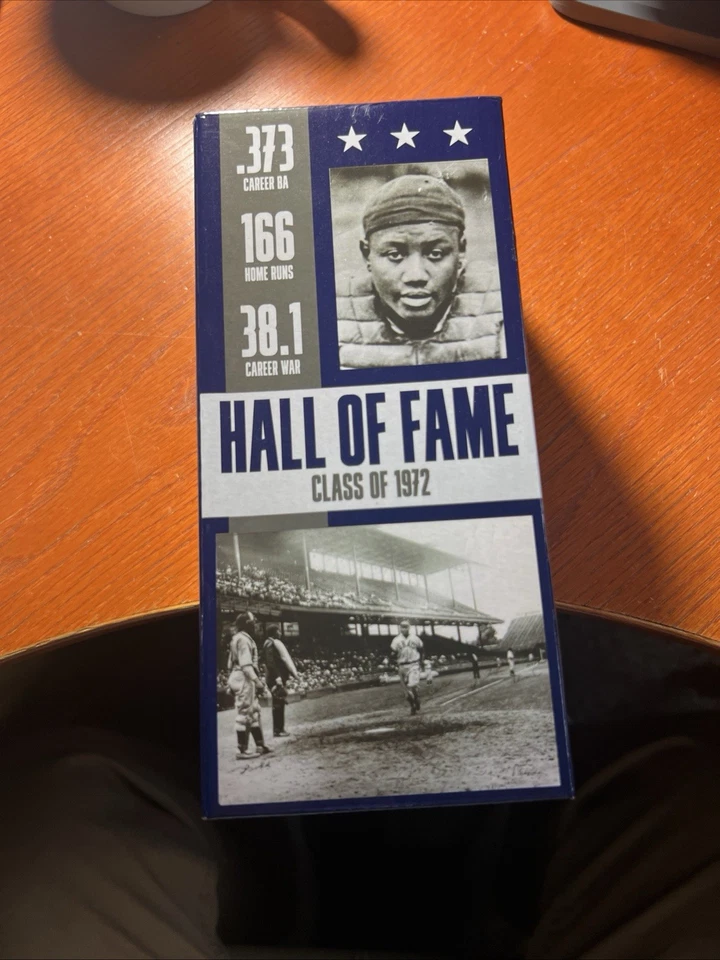 .373
CAREER BA
166
HOME RUNS
38.1
CAREER WAR
HALL OF FAME
CLASS OF 1972